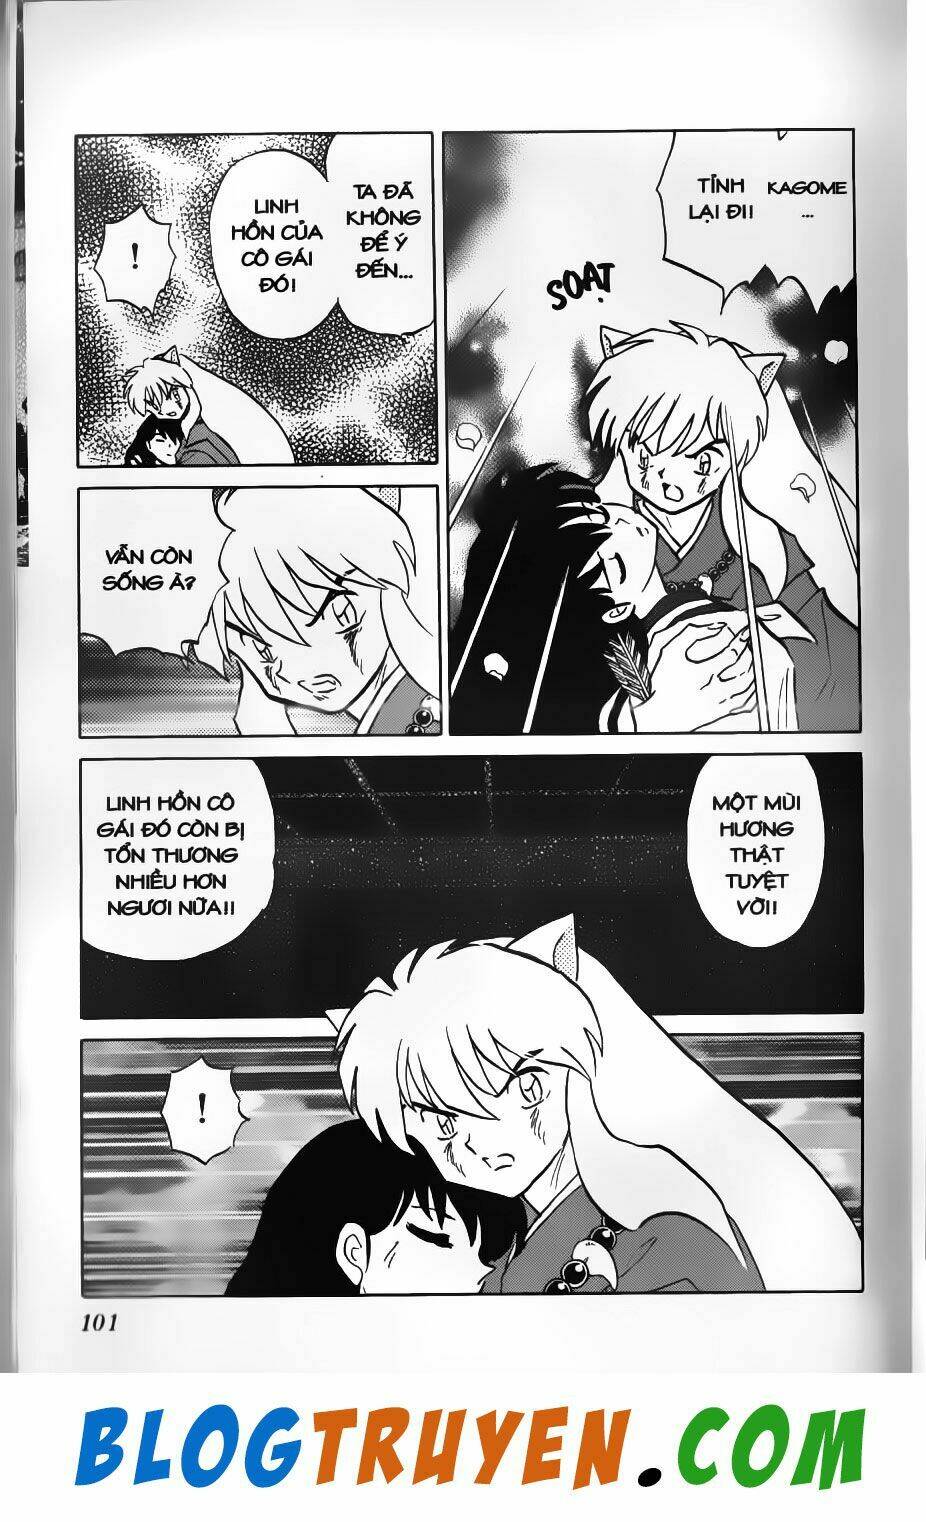 KAGOME
...
TỈNH
LẠI ĐI!
SOẠT
TA ĐÃ
KHÔNG
ĐỂ Ý
ĐẾN...
LINH
HỒN CỦA
CÔ GÁI
ĐÓ!
!
VẪN CÒN
SỐNG À?
MỘT MÙI
HƯƠNG
THẬT
TUYỆT
VỜI!
LINH HỒN CÔ
GÁI ĐÓ CÒN BỊ
TỔN THƯƠNG
NHIỀU HƠN
NGƯƠI NỮA!!
!
101
BLOGTRUYEN.COM